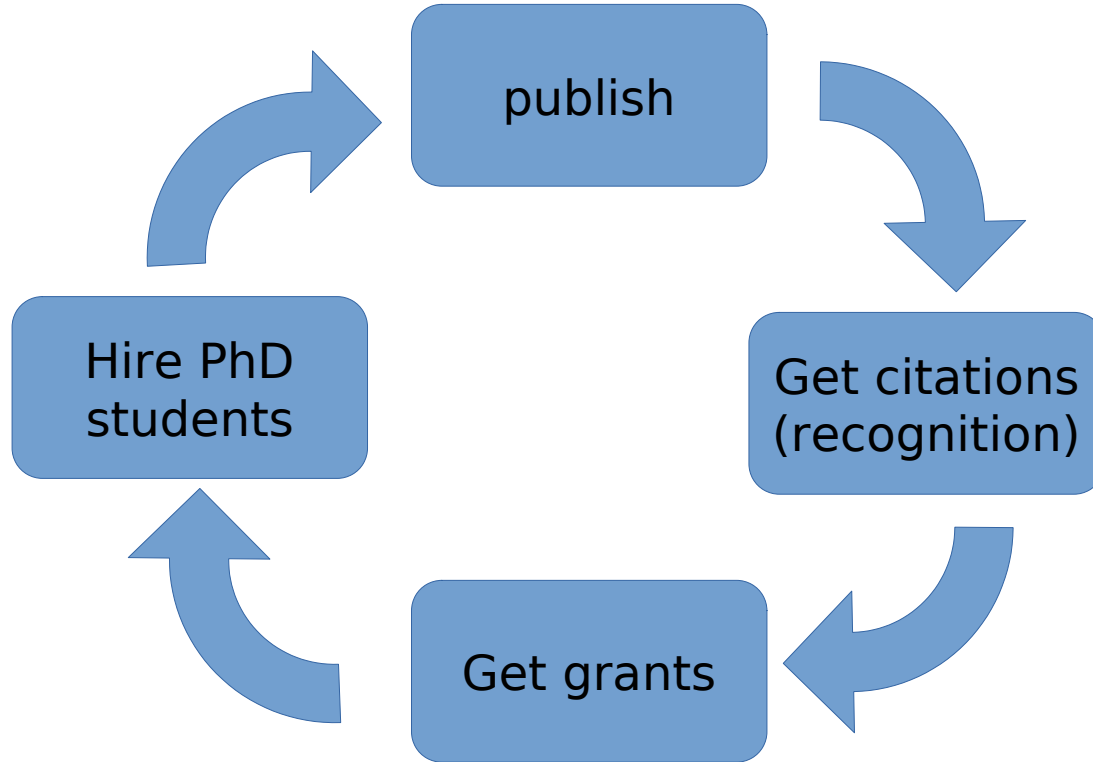 publish
Hire PhD
students
Get citations
(recognition)
Get grants